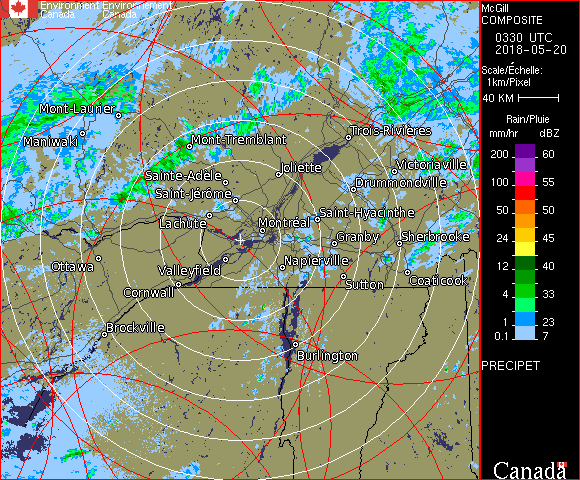 Environment Environnement
Canada Canada
Mont-Laurier
Maniwaki
Mont-Tremblant
Trois-Rivières
Sainte-Adèle
Joliette
Victoriaville
Saint-Jérôme
Drummondville
Lachute
Saint-Hyacinthe
Montréal
Granby
Sherbrooke
Ottawa
Valleyfield
Napierville
Sutton
Coaticook
Cornwall
Brockville
Burlington
McGill
COMPOSITE
0330 UTC
2018-05-20
Scale/Échelle:
1km/Pixel
40 KM
Rain/Pluie
mm/hr dBZ
200 60
100 55
50 50
24 45
12 40
4 33
1 23
0.1 7
PRECIPET
Canada